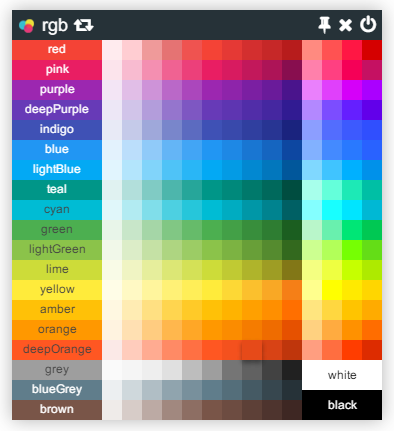 rgb
red
pink
purple
deepPurple
indigo
blue
lightBlue
teal
cyan
green
lightGreen
lime
yellow
amber
orange
deepOrange
grey
white
blueGrey
black
brown